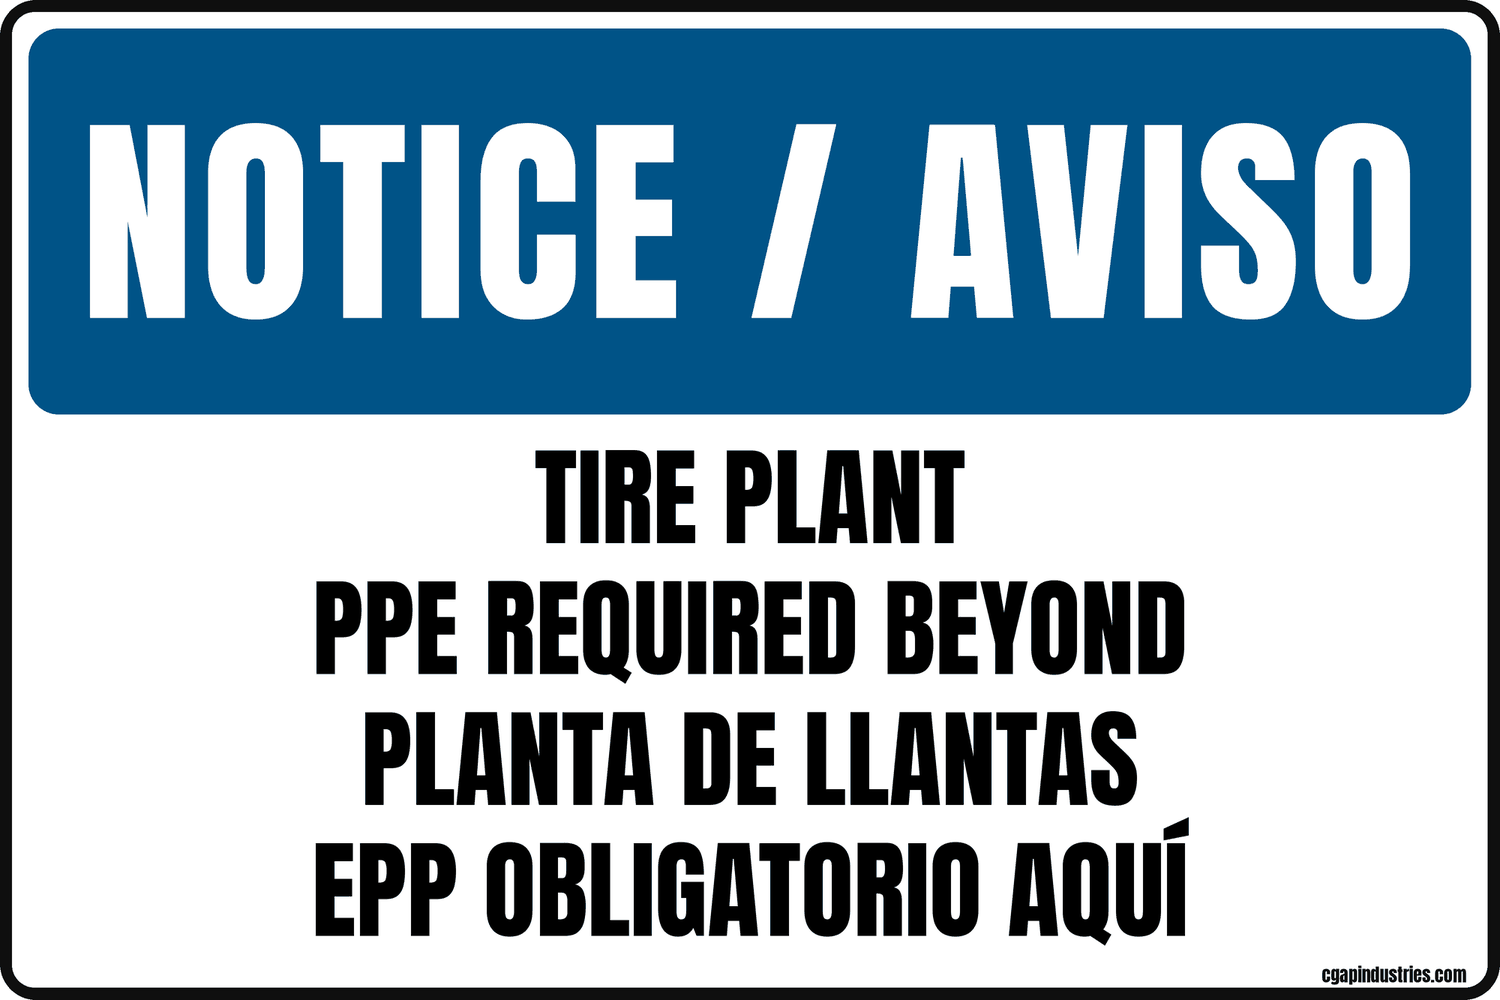 NOTICE / AVISO
TIRE PLANT
PPE REQUIRED BEYOND
PLANTA DE LLANTAS
EPP OBLIGATORIO AQUÍ
cgapindustries.com